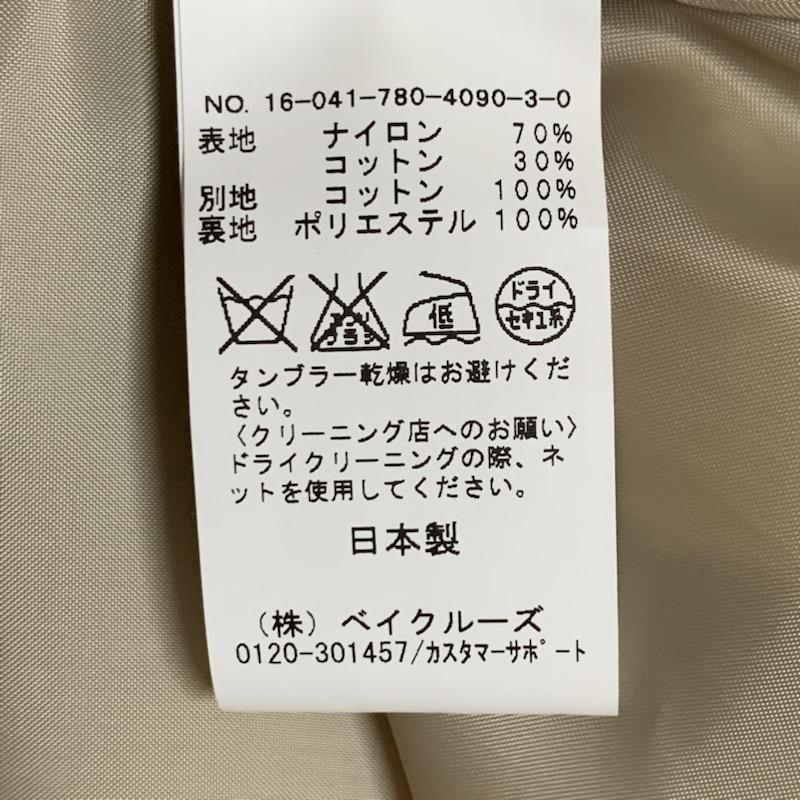 NO. 16-041-780-4090-3-0
表地 ナイロン 70%
コットン 30%
別地 コットン 100%
裏地 ポリエステル 100%
エンソ サラシ 低 ドライ セキユ系
タンブラー乾燥はお避けくだ
さい。
〈クリーニング店へのお願い〉
ドライクリーニングの際、ネ
ットを使用してください。
日本製
(株) ベイクルーズ
0120-301457/カスタマーサポート